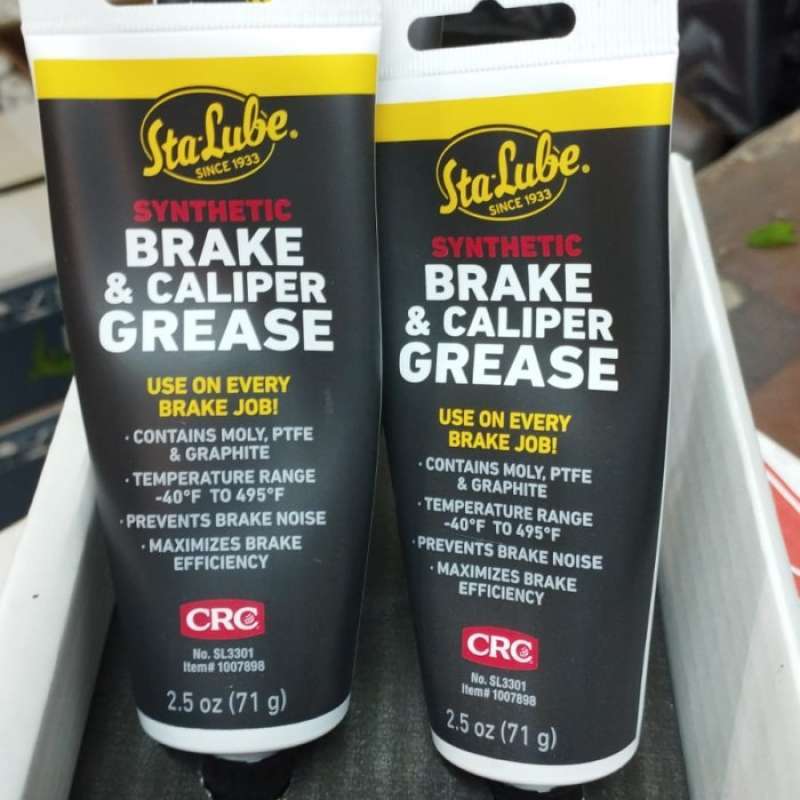 Sta-Lube.
SINCE 1933
SYNTHETIC
BRAKE
& CALIPER
GREASE
USE ON EVERY
BRAKE JOB!
· CONTAINS MOLY, PTFE
& GRAPHITE
· TEMPERATURE RANGE
-40°F TO 495°F
· PREVENTS BRAKE NOISE
· MAXIMIZES BRAKE
EFFICIENCY
CRC
No. SL3301
Item# 1007898
2.5 oz (71 g)
Sta-Lube.
SINCE 1933
SYNTHETIC
BRAKE
& CALIPER
GREASE
USE ON EVERY
BRAKE JOB!
· CONTAINS MOLY, PTFE
& GRAPHITE
· TEMPERATURE RANGE
-40°F TO 495°F
· PREVENTS BRAKE NOISE
· MAXIMIZES BRAKE
EFFICIENCY
CRC
No. SL3301
Item# 1007898
2.5 oz (71 g)